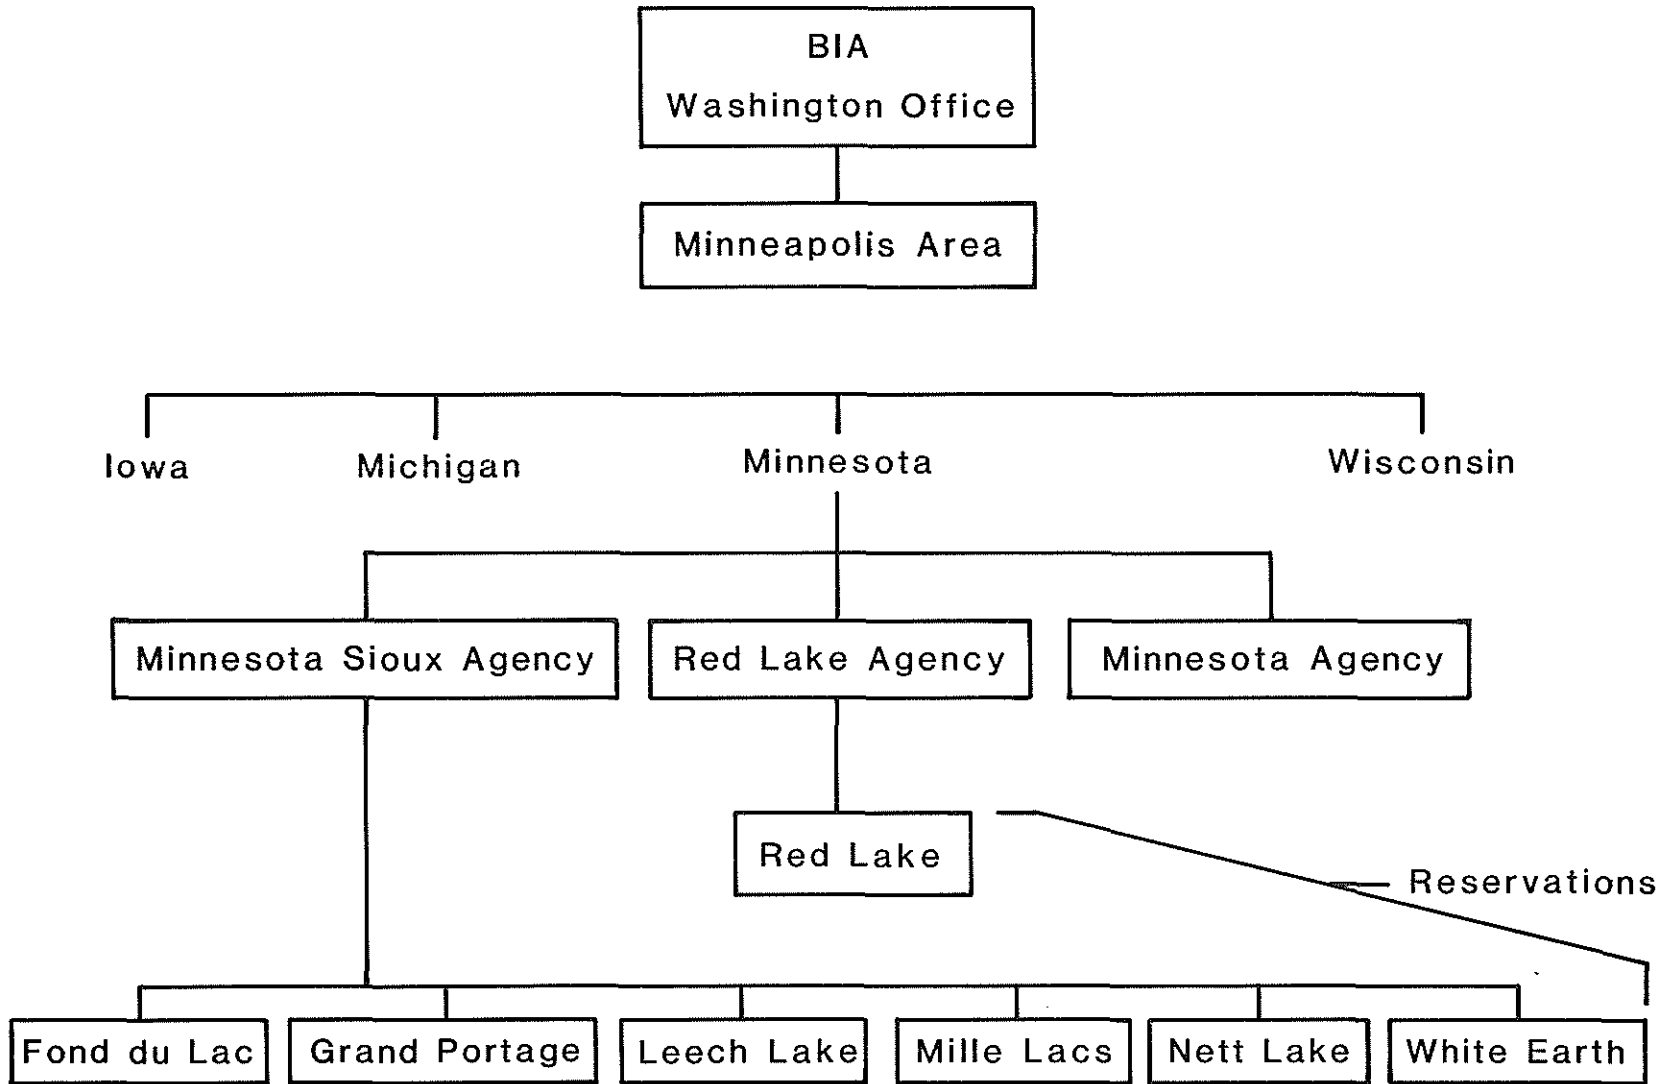 BIA
Washington Office
Minneapolis Area
Iowa
Michigan
Minnesota
Wisconsin
Minnesota Sioux Agency
Red Lake Agency
Minnesota Agency
Red Lake
Reservations
Fond du Lac
Grand Portage
Leech Lake
Mille Lacs
Nett Lake
White Earth